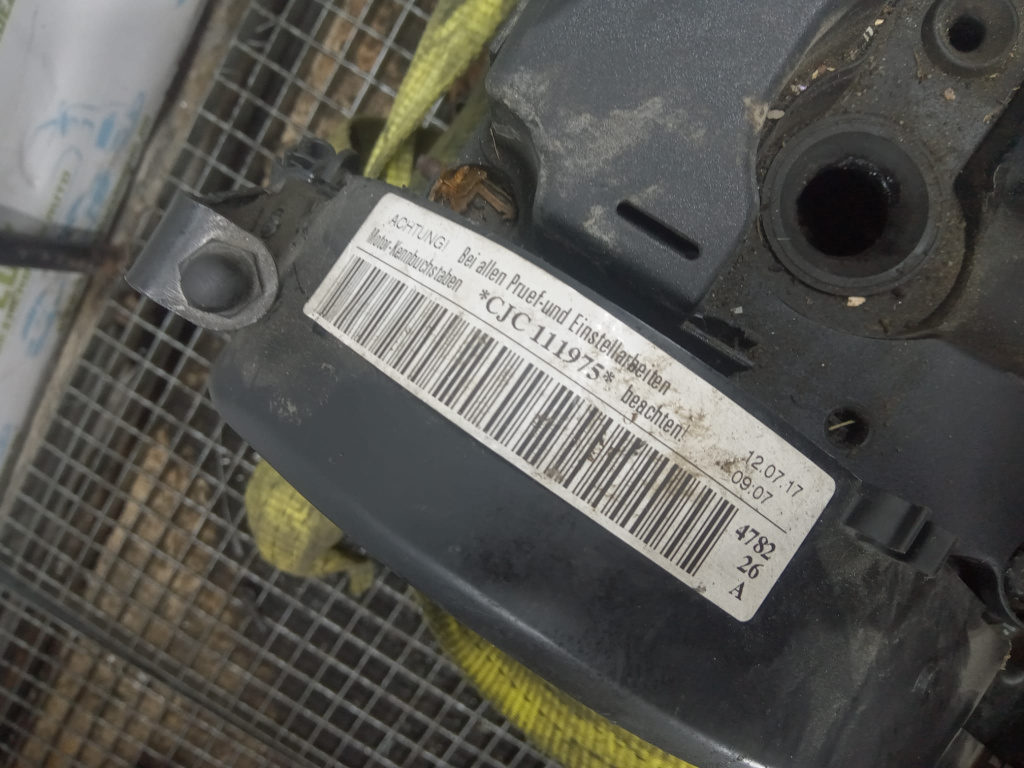 ACHTUNG! Bei allen Pruef-und Einstellarbeiten
Motor-Kennbuchstaben *CJC 111975* beachten!
12.07.17
09:07
4782
26
A